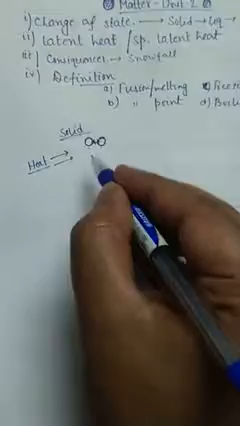 Matter - Unit - 2
i) Change of state. → Solid → Liq →
ii) latent heat / sp. latent heat
iii) Consequences → Snowfall
iv) Definition
a) Fusion/melting
b) " point d)
Solid
Heat →